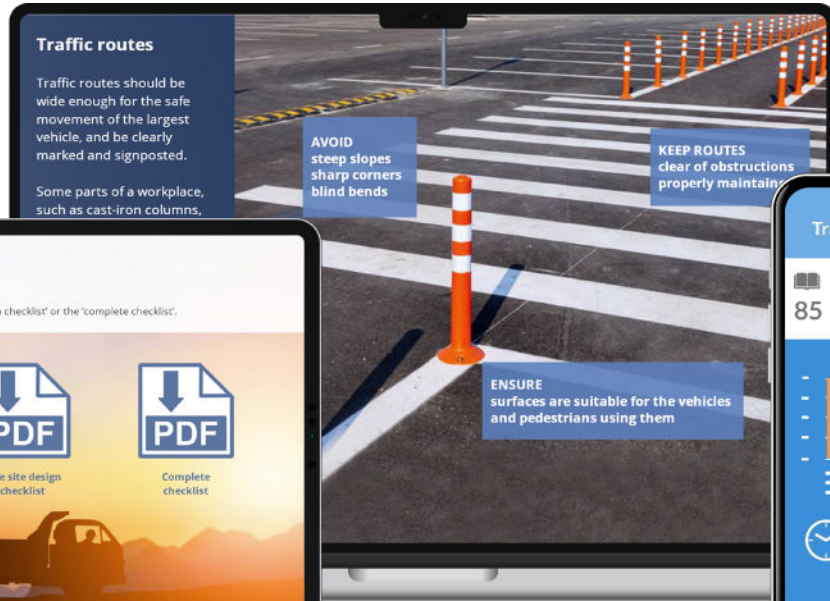 Traffic routes
Traffic routes should be
wide enough for the safe
movement of the largest
vehicle, and be clearly
marked and signposted.
Some parts of a workplace,
such as cast-iron columns,
AVOID
steep slopes
sharp corners
blind bends
KEEP ROUTES
clear of obstructions
properly
ENSURE
surfaces are suitable for the vehicles
and pedestrians using them
checklist' or the 'complete checklist'.
PDF
site design
checklist
PDF
Complete
checklist
85